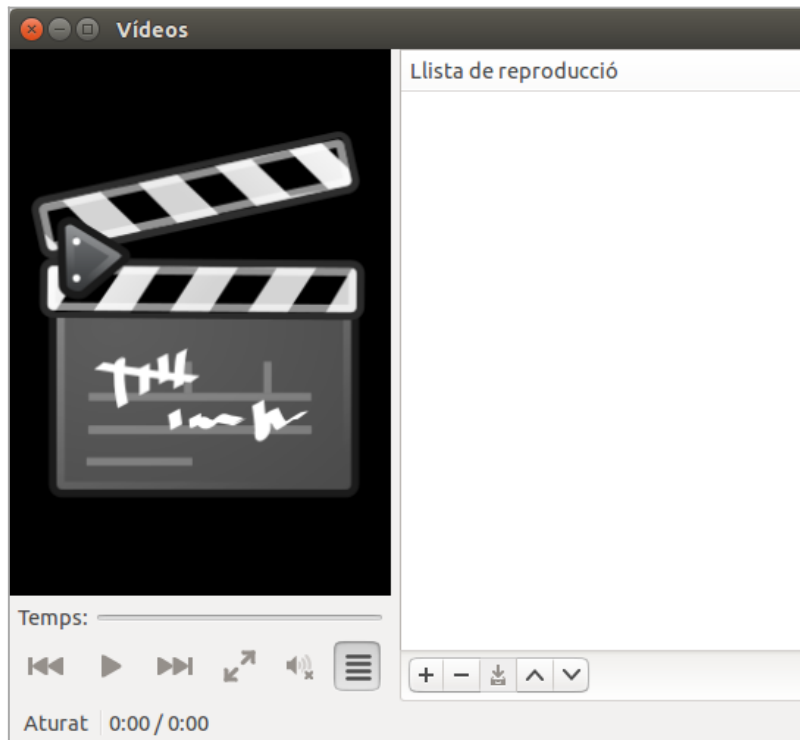 Vídeos
Llista de reproducció
Temps:
Aturat
0:00 / 0:00